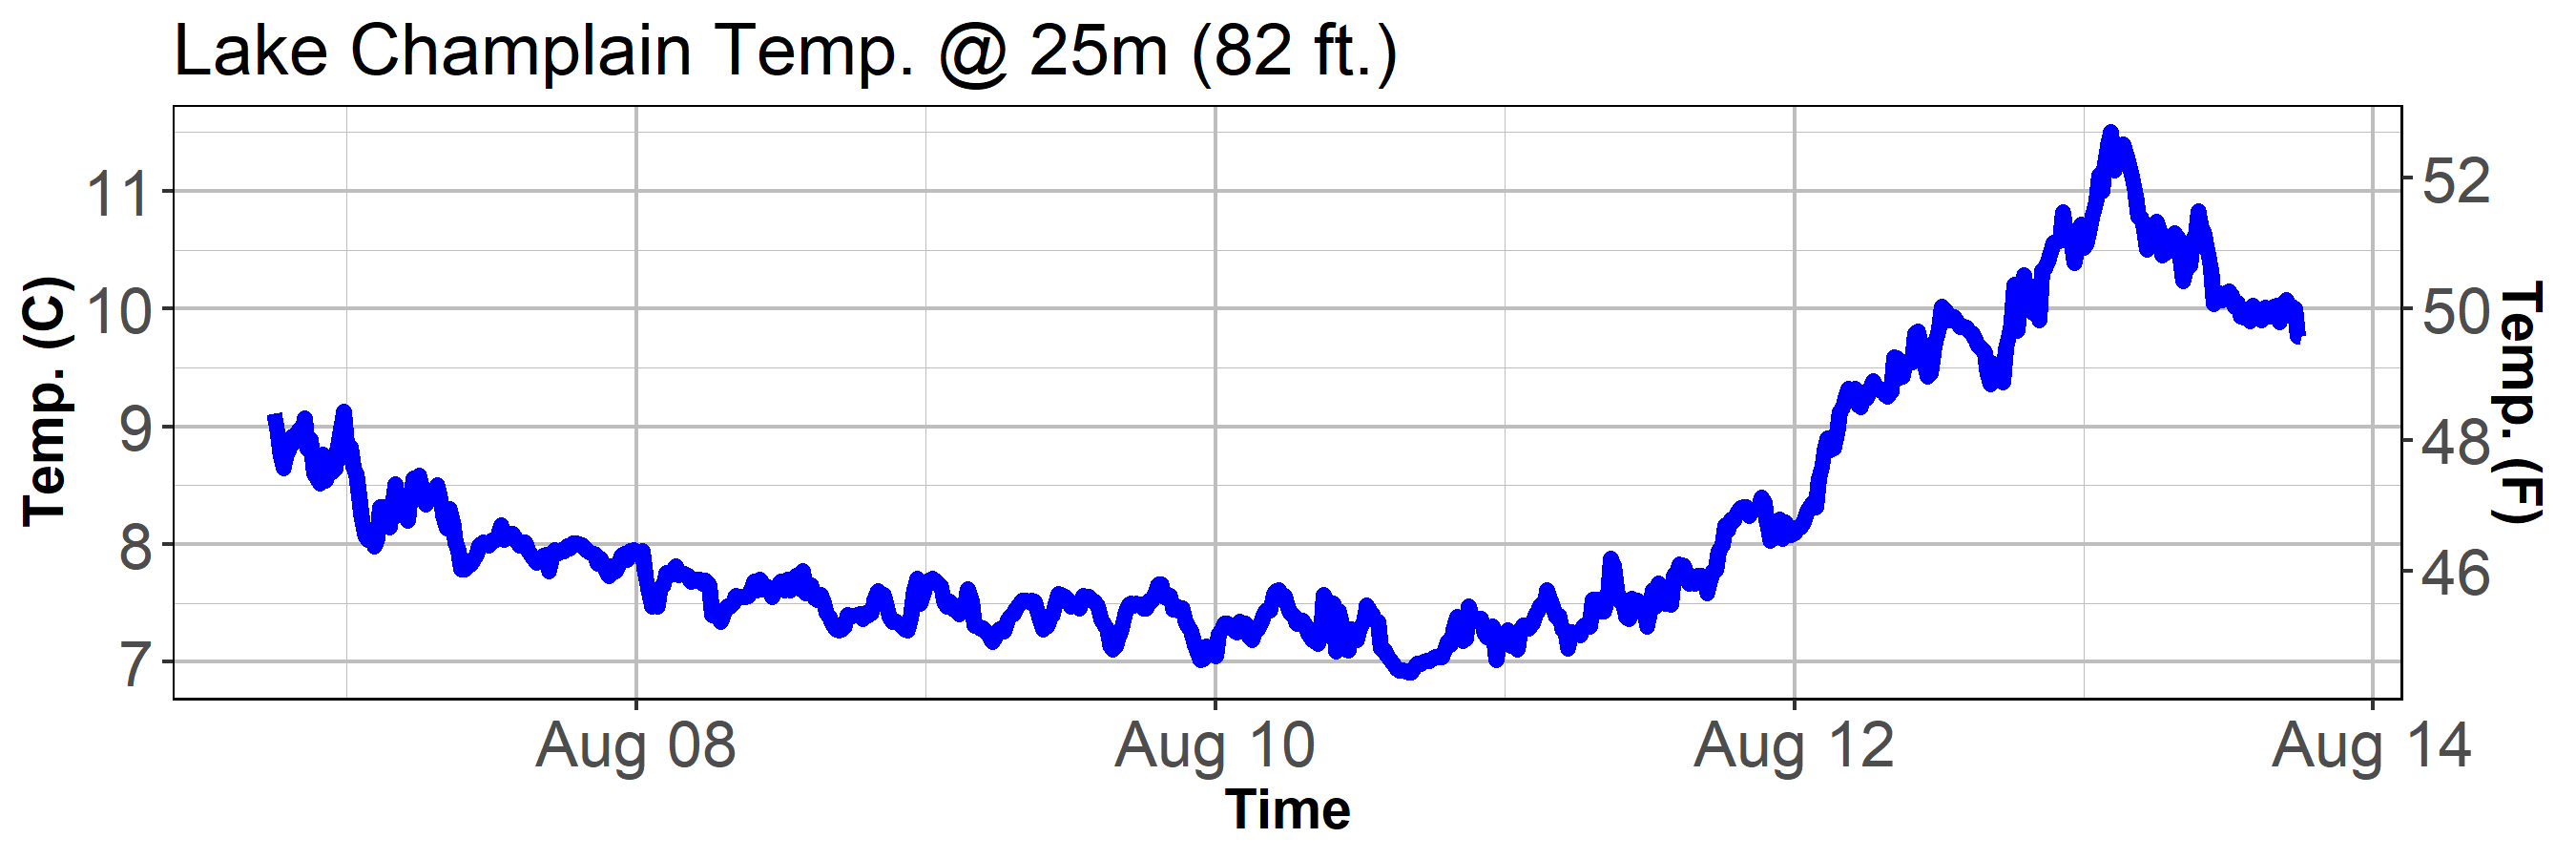 Lake Champlain Temp. @ 25m (82 ft.)
Temp. (C)
11
10
9
8
7
52
50
48
46
Temp. (F)
Aug 08
Aug 10
Aug 12
Aug 14
Time